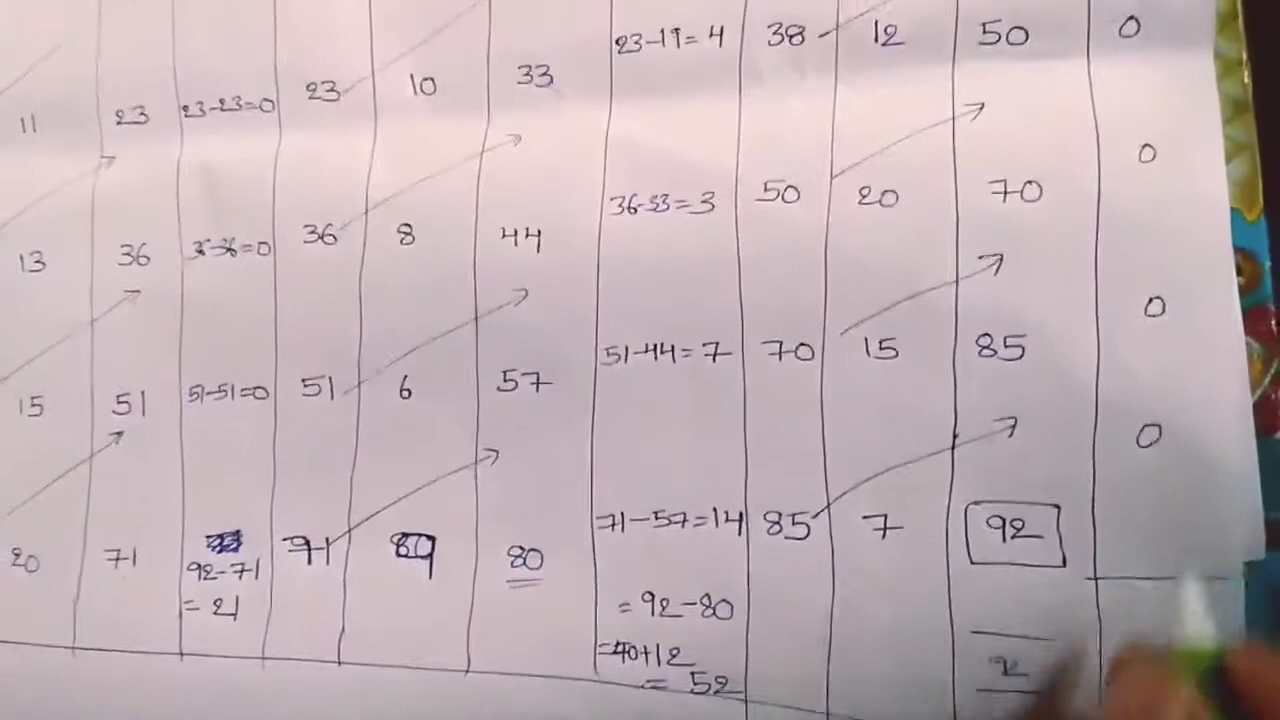 23-19=4 38 12 50 0
11 23 23-23=0 23 10 33
0
36-33=3 50 20 70
13 36 36-36=0 36 8 44
0
51-44=7 70 15 85
15 51 51-51=0 51 6 57
0
71-57=14 85 7 92
20 71 92-71 71 80
=21
=92-80
=40+12
=52